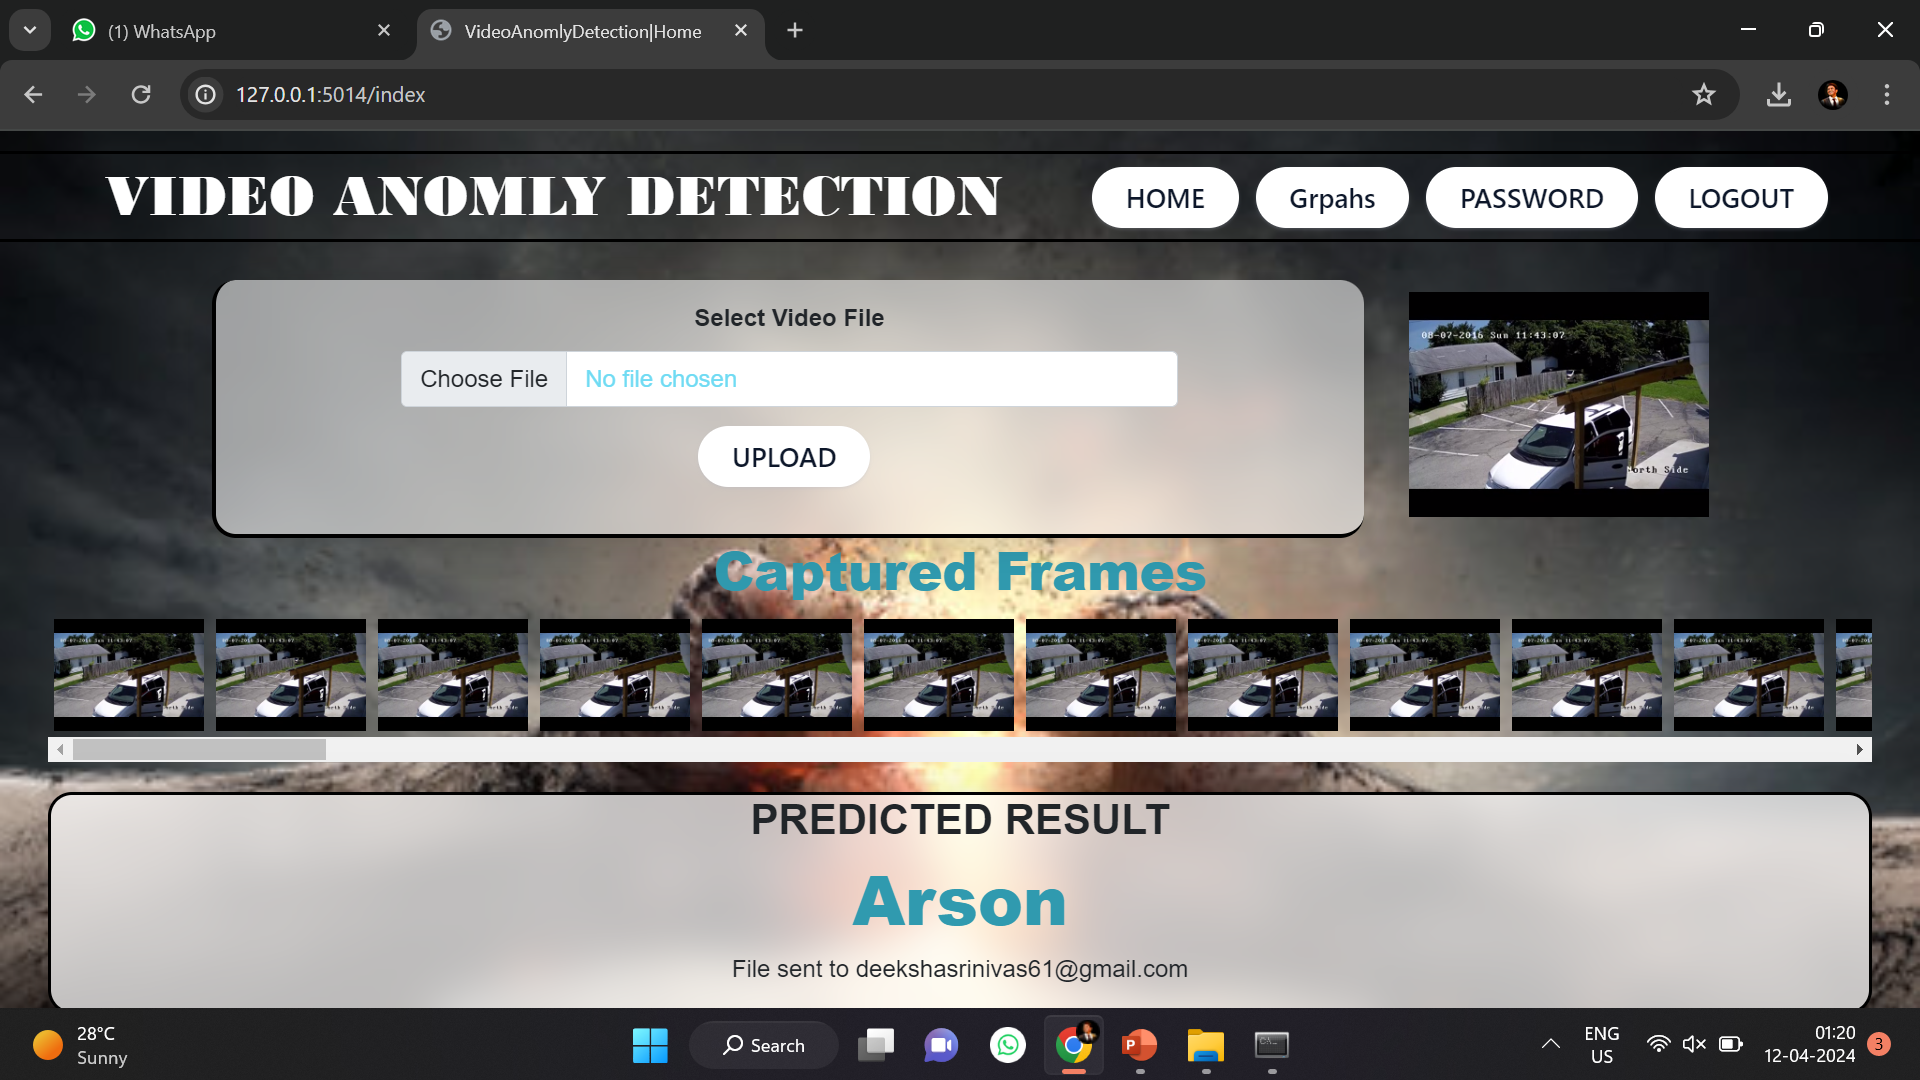 (1) WhatsApp
VideoAnomlyDetection|Home
127.0.0.1:5014/index
VIDEO ANOMLY DETECTION
HOME
Grpahs
PASSWORD
LOGOUT
Select Video File
Choose File
No file chosen
UPLOAD
08-07-2016 Sun 11:43:07
orth Side
Captured Frames
PREDICTED RESULT
Arson
File sent to deekshasrinivas61@gmail.com
28°C
Sunny
Search
ENG
US
01:20
12-04-2024
3